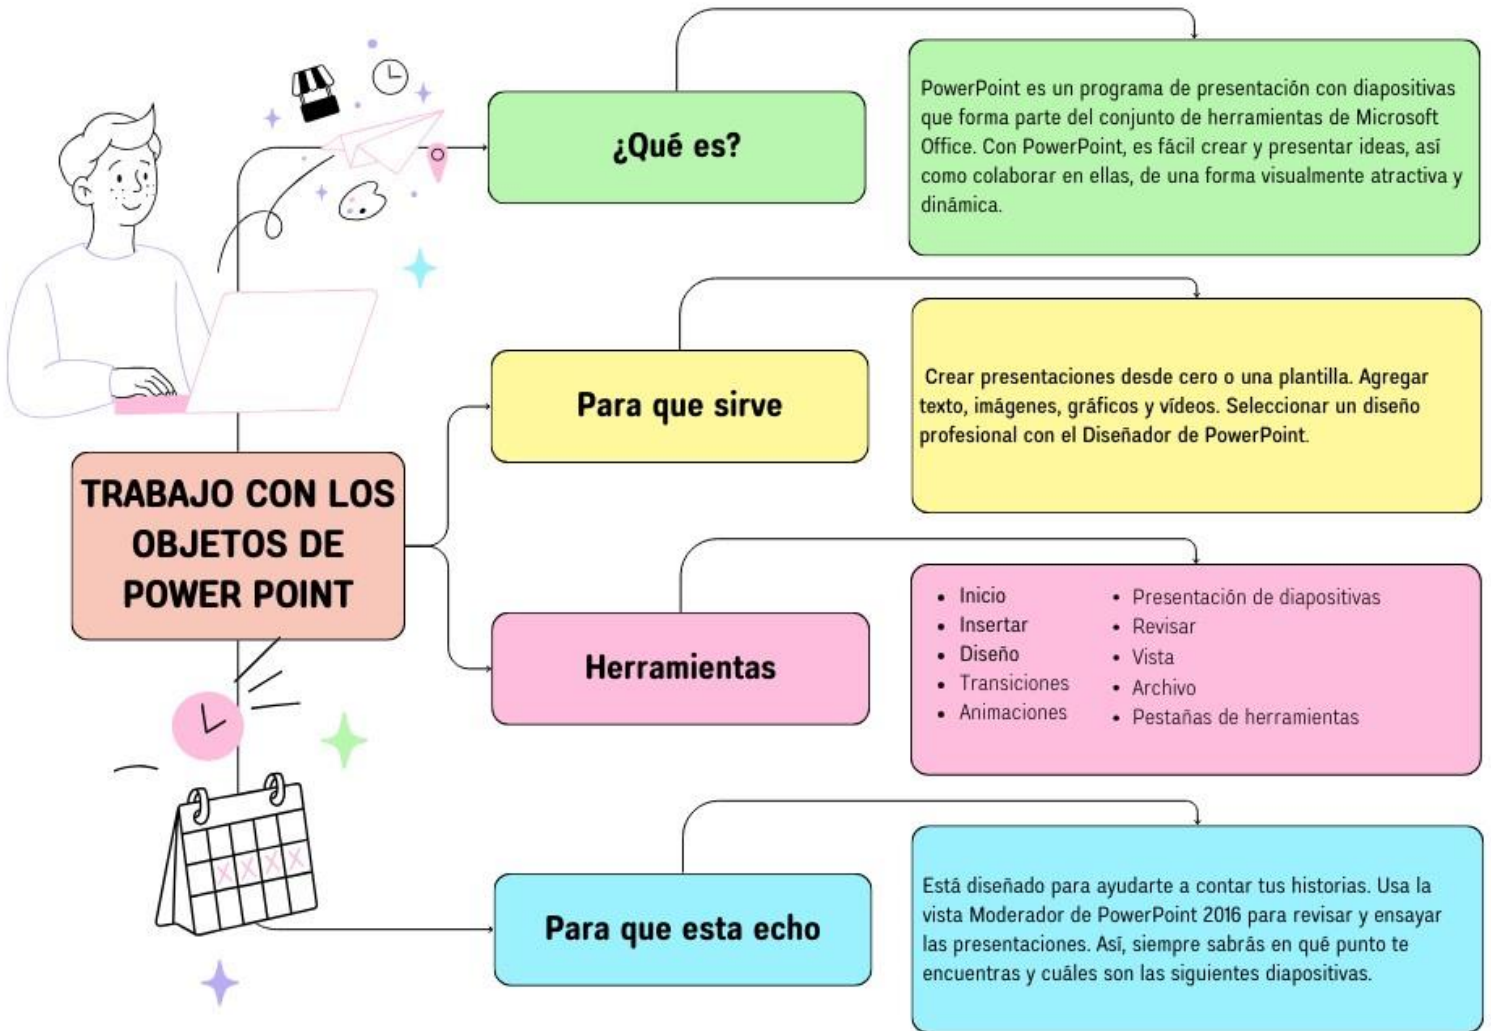 ¿Qué es?
PowerPoint es un programa de presentación con diapositivas
que forma parte del conjunto de herramientas de Microsoft
Office. Con PowerPoint, es fácil crear y presentar ideas, así
como colaborar en ellas, de una forma visualmente atractiva y
dinámica.
Para que sirve
Crear presentaciones desde cero o una plantilla. Agregar
texto, imágenes, gráficos y vídeos. Seleccionar un diseño
profesional con el Diseñador de PowerPoint.
TRABAJO CON LOS
OBJETOS DE
POWER POINT
Herramientas
• Inicio
• Insertar
• Diseño
• Transiciones
• Animaciones
• Presentación de diapositivas
• Revisar
• Vista
• Archivo
• Pestañas de herramientas
Para que esta echo
Está diseñado para ayudarte a contar tus historias. Usa la
vista Moderador de PowerPoint 2016 para revisar y ensayar
las presentaciones. Así, siempre sabrás en qué punto te
encuentras y cuáles son las siguientes diapositivas.